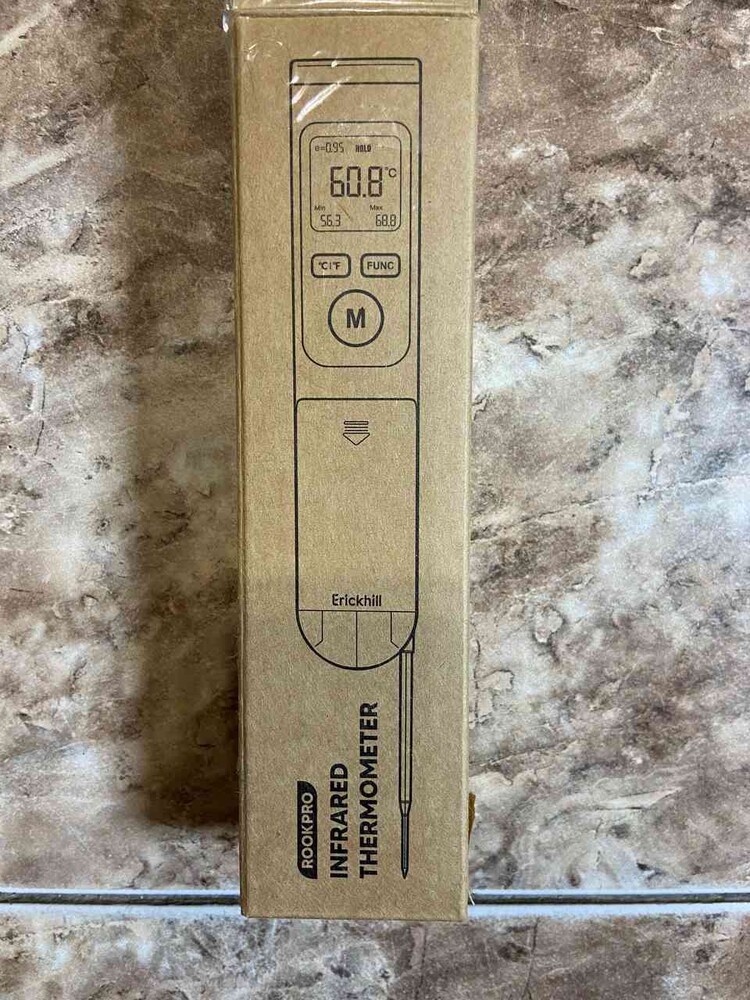 e=0.95 HOLD
60.8°C
Min Max
56.3 68.8
°C|°F FUNC
M
Erickhill
ROOKPRO
INFRARED
THERMOMETER